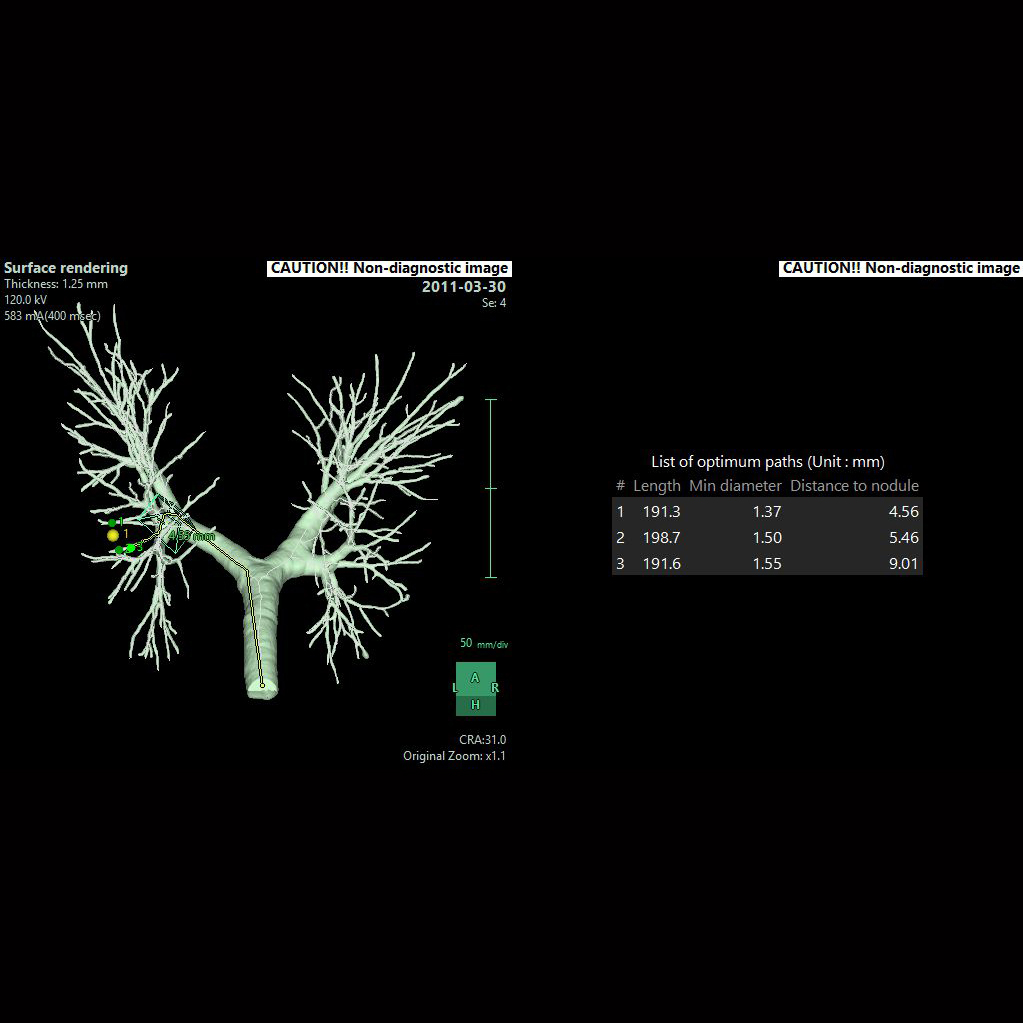 Surface rendering
Thickness: 1.25 mm
120.0 kV
583 mA(400 msec)
CAUTION!! Non-diagnostic image
2011-03-30
Se: 4
1
1
3
mm
50 mm/div
A
L R
H
CRA:31.0
Original Zoom: x1.1
CAUTION!! Non-diagnostic image
List of optimum paths (Unit : mm)
# Length Min diameter Distance to nodule
1 191.3 1.37 4.56
2 198.7 1.50 5.46
3 191.6 1.55 9.01